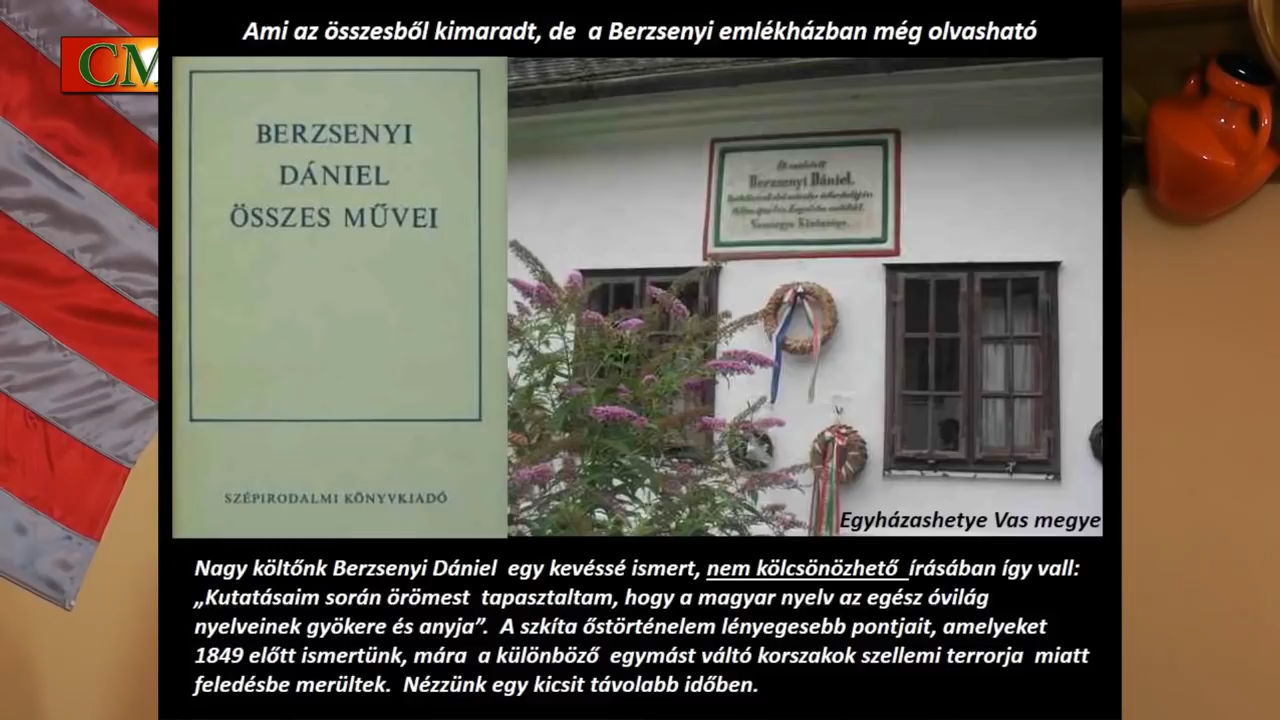 Ami az összesből kimaradt, de a Berzsenyi emlékházban még olvasható
CM
BERZSENYI
DÁNIEL
ÖSSZES MŰVEI
SZÉPIRODALMI KÖNYVKIADÓ
Itt született
Berzsenyi Dániel.
Egyházashetye Vas megye
Nagy költőnk Berzsenyi Dániel egy kevéssé ismert, nem kölcsönözhető írásában így vall:
„Kutatásaim során örömest tapasztaltam, hogy a magyar nyelv az egész óvilág
nyelveinek gyökere és anyja”. A szkíta őstörténelem lényegesebb pontjait, amelyeket
1849 előtt ismertünk, mára a különböző egymást váltó korszakok szellemi terrorja miatt
feledésbe merültek. Nézzünk egy kicsit távolabb időben.